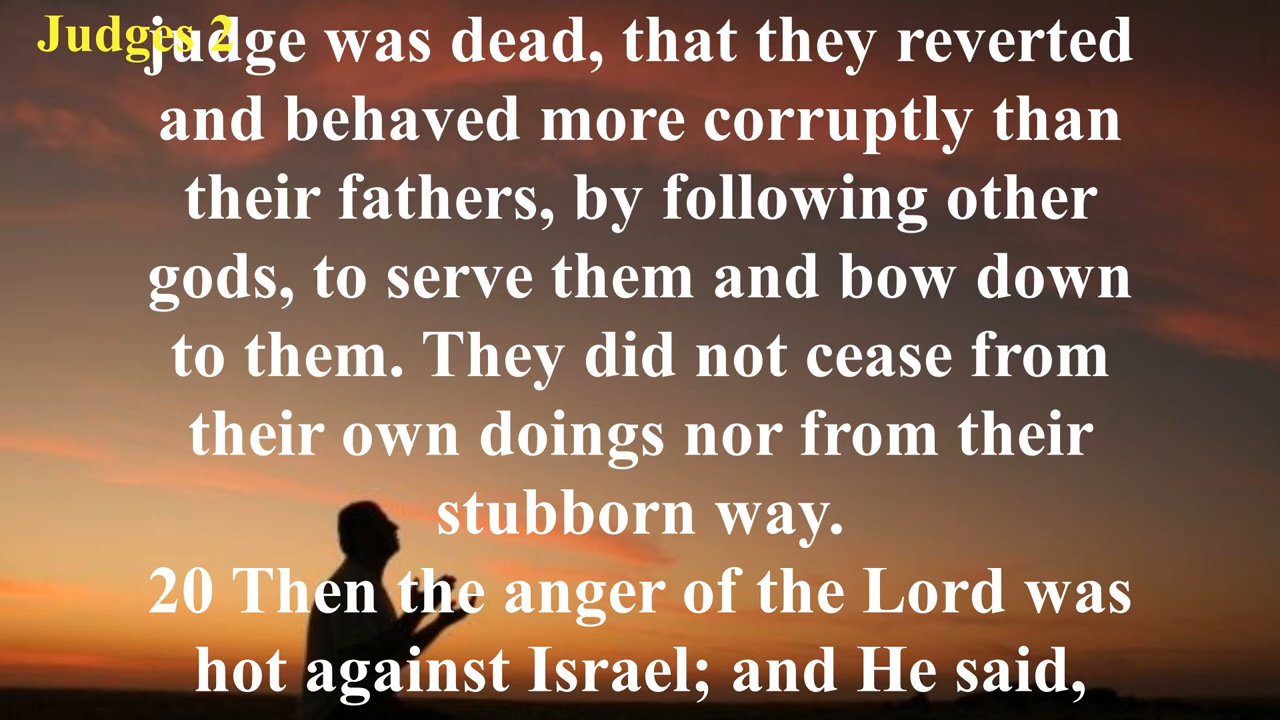 Judges 2
judge was dead, that they reverted
and behaved more corruptly than
their fathers, by following other
gods, to serve them and bow down
to them. They did not cease from
their own doings nor from their
stubborn way.
20 Then the anger of the Lord was
hot against Israel; and He said,